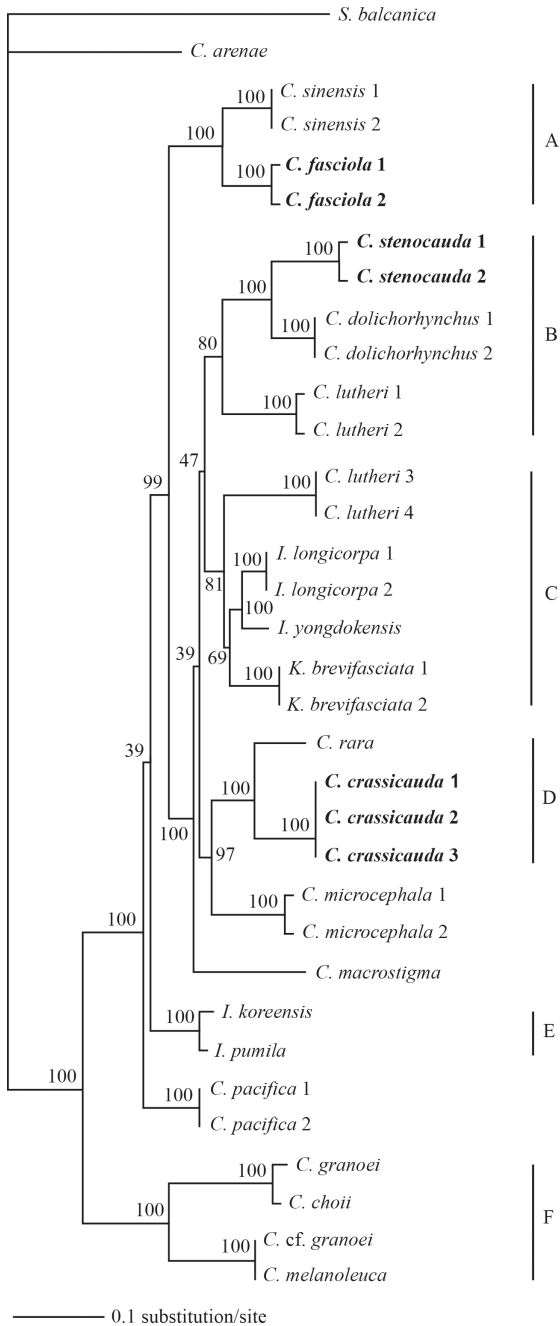 S. balcanica
C. arenae
100
C. sinensis 1
C. sinensis 2
100
A
100
C. fasciola 1
C. fasciola 2
100
C. stenocauda 1
C. stenocauda 2
100
C. dolichorhynchus 1
100
C. dolichorhynchus 2
B
80
C. lutheri 1
100
C. lutheri 2
47
C. lutheri 3
100
C. lutheri 4
99
I. longicorpa 1
100
I. longicorpa 2
81
100
C
I. yongdokensis
39
69
K. brevifasciata 1
100
K. brevifasciata 2
C. rara
39
100
C. crassicauda 1
C. crassicauda 2
D
100
100
C. crassicauda 3
97
C. microcephala 1
100
C. microcephala 2
100
C. macrostigma
I. koreensis
100
E
I. pumila
100
C. pacifica 1
100
C. pacifica 2
C. granoei
100
C. choii
100
F
C. cf. granoei
100
C. melanoleuca
0.1 substitution/site